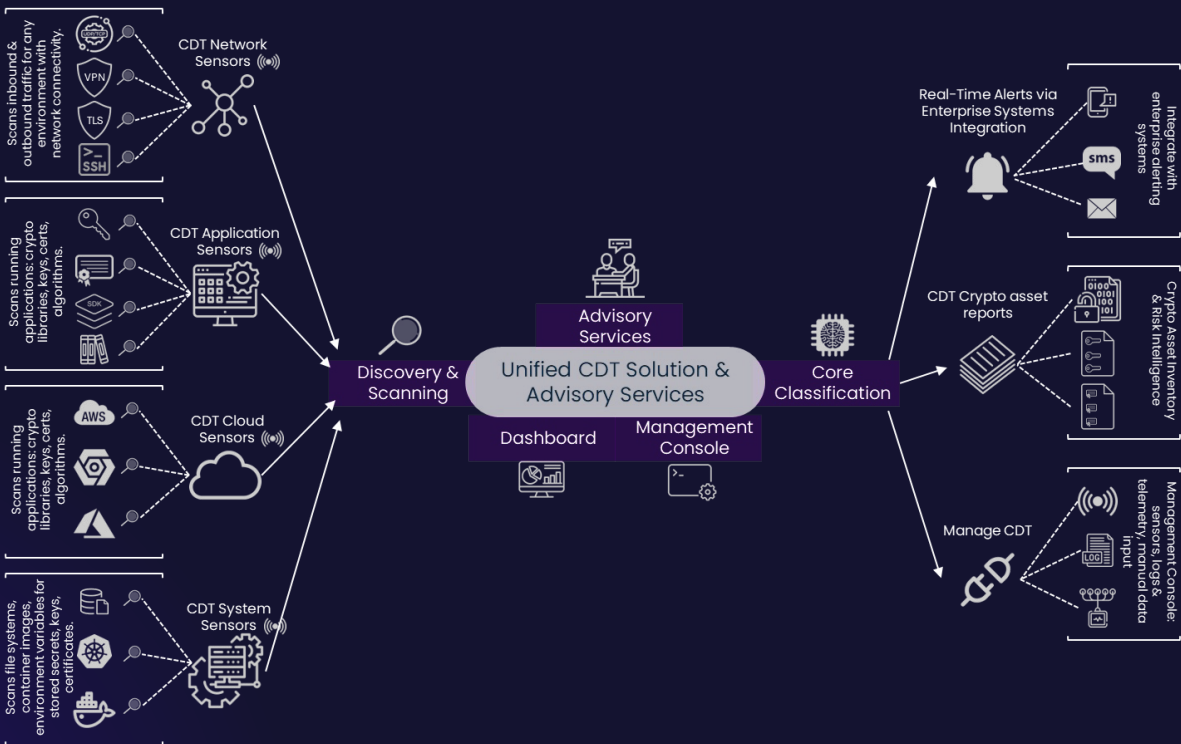 Scans inbound &
outbound traffic for any
environment with
network connectivity.
UDP/TCP
VPN
TLS
>_
SSH
CDT Network
Sensors
Scans running
applications: crypto
libraries, keys, certs,
algorithms.
SDK
CDT Application
Sensors
Scans running
applications: crypto
libraries, keys, certs,
algorithms.
AWS
CDT Cloud
Sensors
Scans file systems,
container images,
environment variables for
stored secrets, keys,
certificates.
CDT System
Sensors
Discovery &
Scanning
Advisory
Services
Unified CDT Solution &
Advisory Services
Dashboard
Management
Console
>-
Core
Classification
Real-Time Alerts via
Enterprise Systems
Integration
sms
Integrate with
enterprise alerting
systems
CDT Crypto asset
reports
0100
0101
100
101
Crypto Asset Inventory
& Risk Intelligence
Manage CDT
LOG
Management Console:
sensors, logs &
telemetry, manual data
input